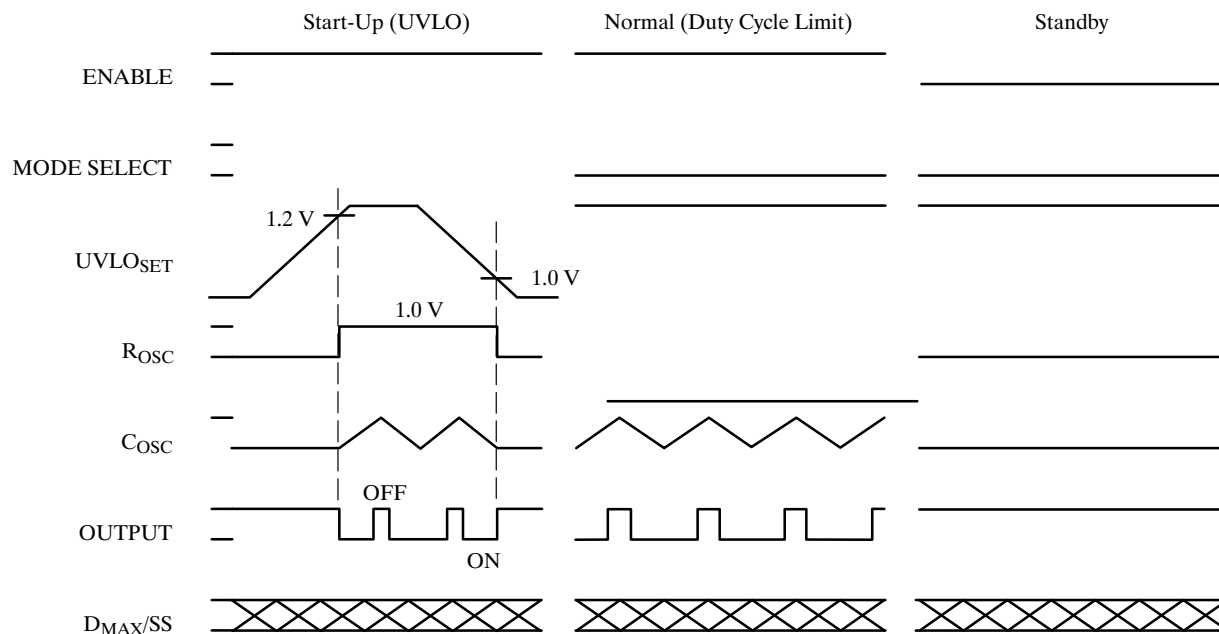 Start-Up (UVLO) Normal (Duty Cycle Limit) Standby
ENABLE
MODE SELECT
1.2 V
UVLOSET
1.0 V
1.0 V
ROSC
COSC
OFF
OUTPUT
ON
DMAX/SS